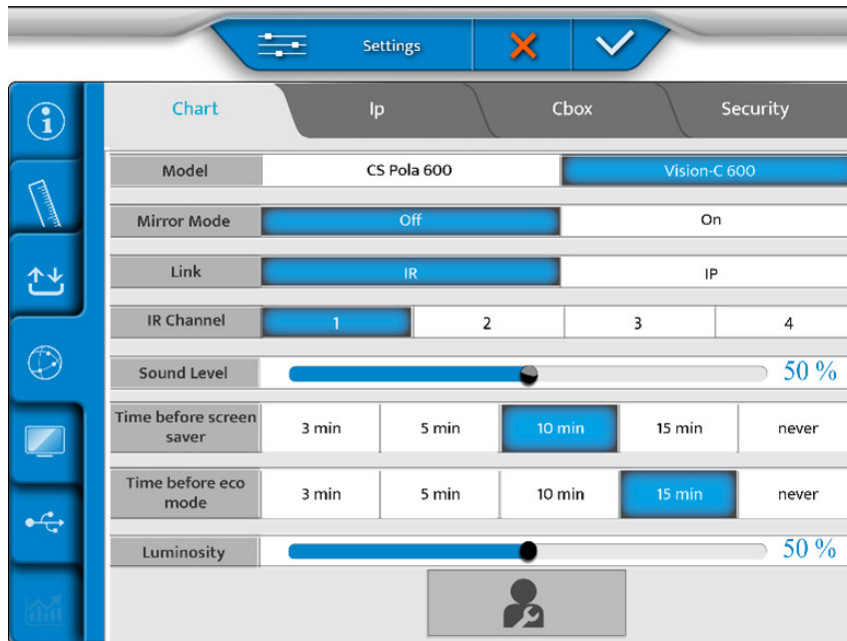 Settings
Chart Ip Cbox Security
Model CS Pola 600 Vision-C 600
Mirror Mode Off On
Link IR IP
IR Channel 1 2 3 4
Sound Level 50 %
Time before screen
saver 3 min 5 min 10 min 15 min never
Time before eco
mode 3 min 5 min 10 min 15 min never
Luminosity 50 %